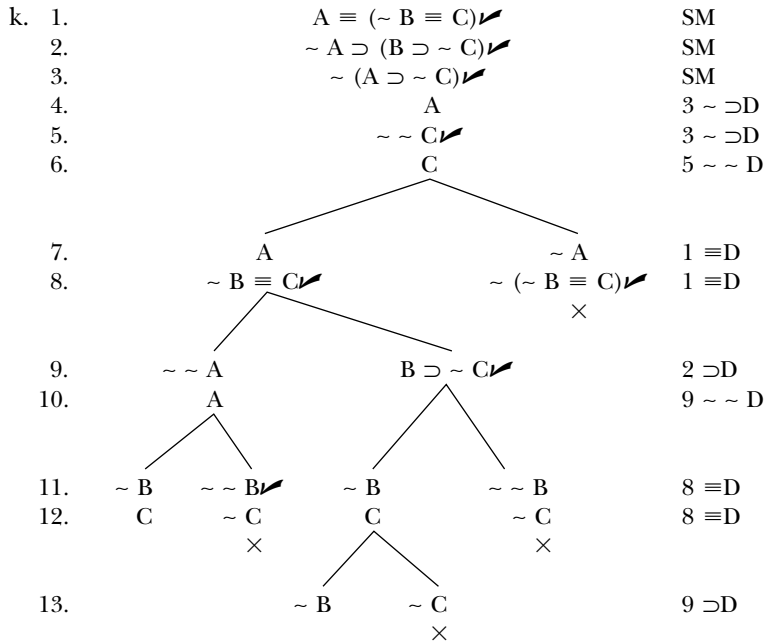 k. 1. A ≡ (~ B ≡ C)✔ SM
2. ~ A ⊃ (B ⊃ ~ C)✔ SM
3. ~ (A ⊃ ~ C)✔ SM
4. A 3 ~ ⊃D
5. ~ ~ C✔ 3 ~ ⊃D
6. C 5 ~ ~ D
7. A ~ A 1 ≡D
8. ~ B ≡ C✔ ~ (~ B ≡ C)✔ 1 ≡D
×
9. ~ ~ A B ⊃ ~ C✔ 2 ⊃D
10. A 9 ~ ~ D
11. ~ B ~ ~ B✔ ~ B ~ ~ B 8 ≡D
12. C ~ C C ~ C 8 ≡D
× ×
13. ~ B ~ C 9 ⊃D
×